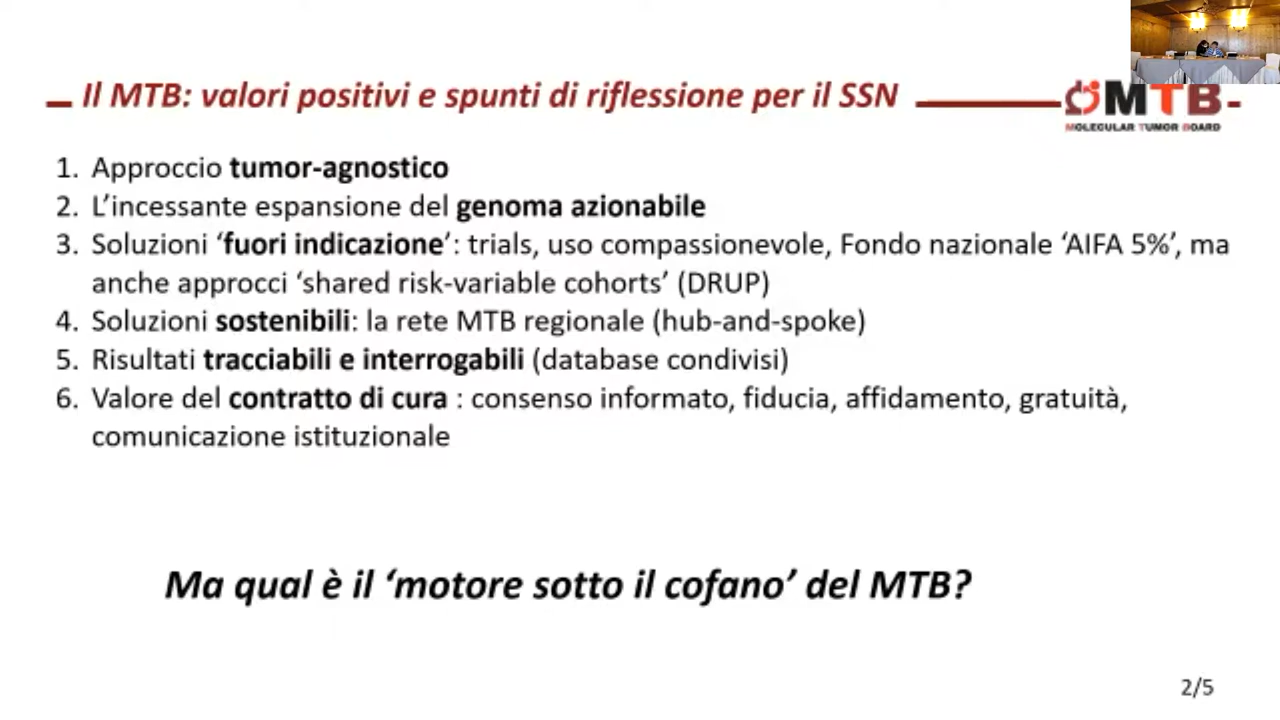 Il MTB: valori positivi e spunti di riflessione per il SSN
MTB
MOLECULAR TUMOR BOARD
1. Approccio tumor-agnostico
2. L’incessante espansione del genoma azionabile
3. Soluzioni ‘fuori indicazione’: trials, uso compassionevole, Fondo nazionale ‘AIFA 5%’, ma
anche approcci ‘shared risk-variable cohorts’ (DRUP)
4. Soluzioni sostenibili: la rete MTB regionale (hub-and-spoke)
5. Risultati tracciabili e interrogabili (database condivisi)
6. Valore del contratto di cura : consenso informato, fiducia, affidamento, gratuità,
comunicazione istituzionale
Ma qual è il ‘motore sotto il cofano’ del MTB?
2/5